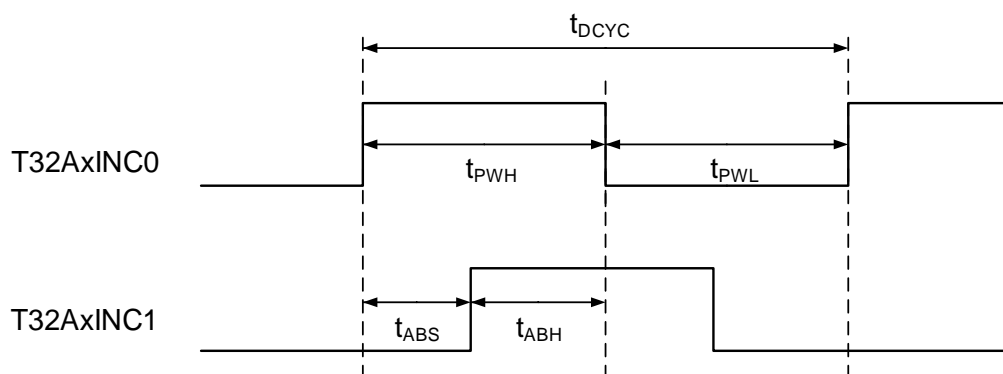 tDCYC
T32AxINC0
tPWH
tPWL
T32AxINC1
tABS
tABH